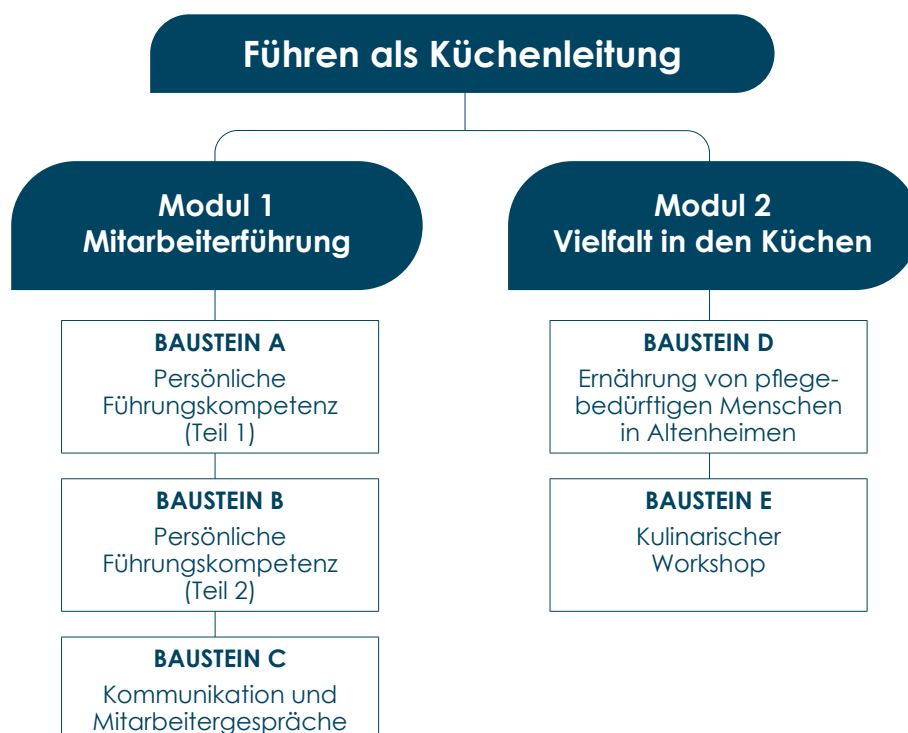 Führen als Küchenleitung
Modul 1
Mitarbeiterführung
BAUSTEIN A
Persönliche
Führungskompetenz
(Teil 1)
BAUSTEIN B
Persönliche
Führungskompetenz
(Teil 2)
BAUSTEIN C
Kommunikation und
Mitarbeitergespräche
Modul 2
Vielfalt in den Küchen
BAUSTEIN D
Ernährung von pflege-
bedürftigen Menschen
in Altenheimen
BAUSTEIN E
Kulinarischer
Workshop